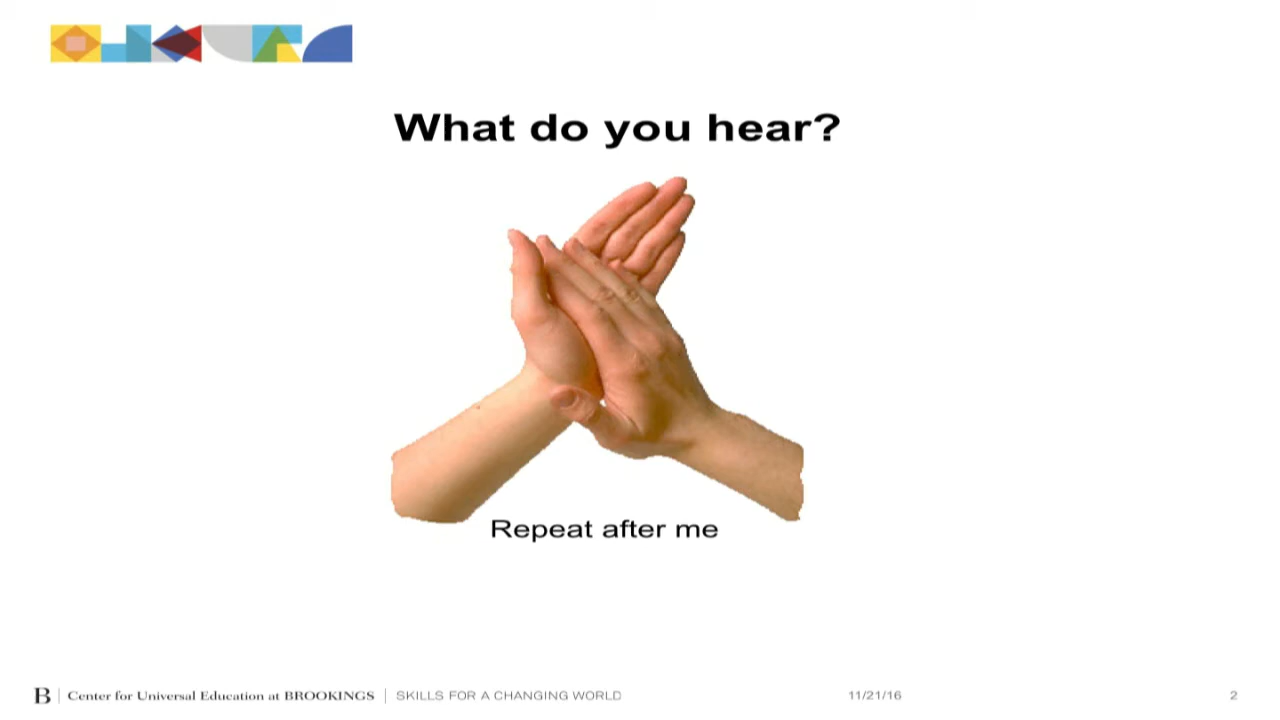 What do you hear?
Repeat after me
B | Center for Universal Education at BROOKINGS | SKILLS FOR A CHANGING WORLD 11/21/16 2